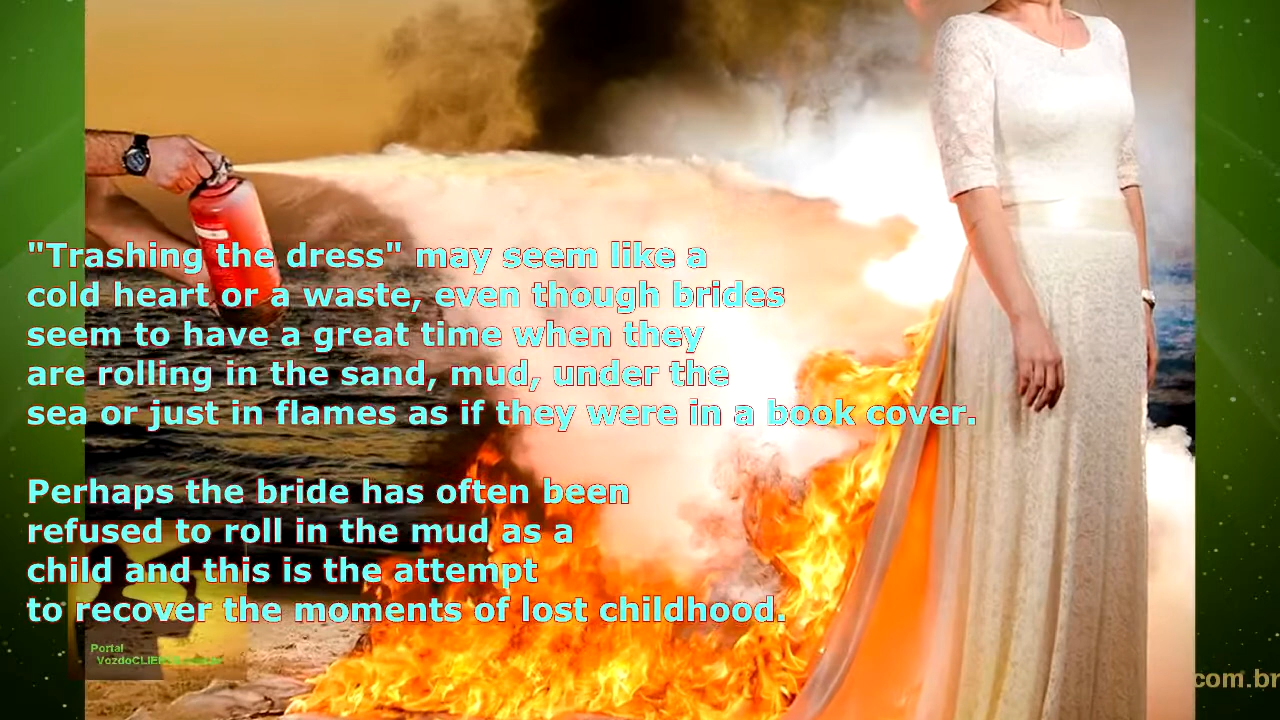 "Trashing the dress" may seem like a
cold heart or a waste, even though brides
seem to have a great time when they
are rolling in the sand, mud, under the
sea or just in flames as if they were in a book cover.
Perhaps the bride has often been
refused to roll in the mud as a
child and this is the attempt
to recover the moments of lost childhood.
Portal
com.br